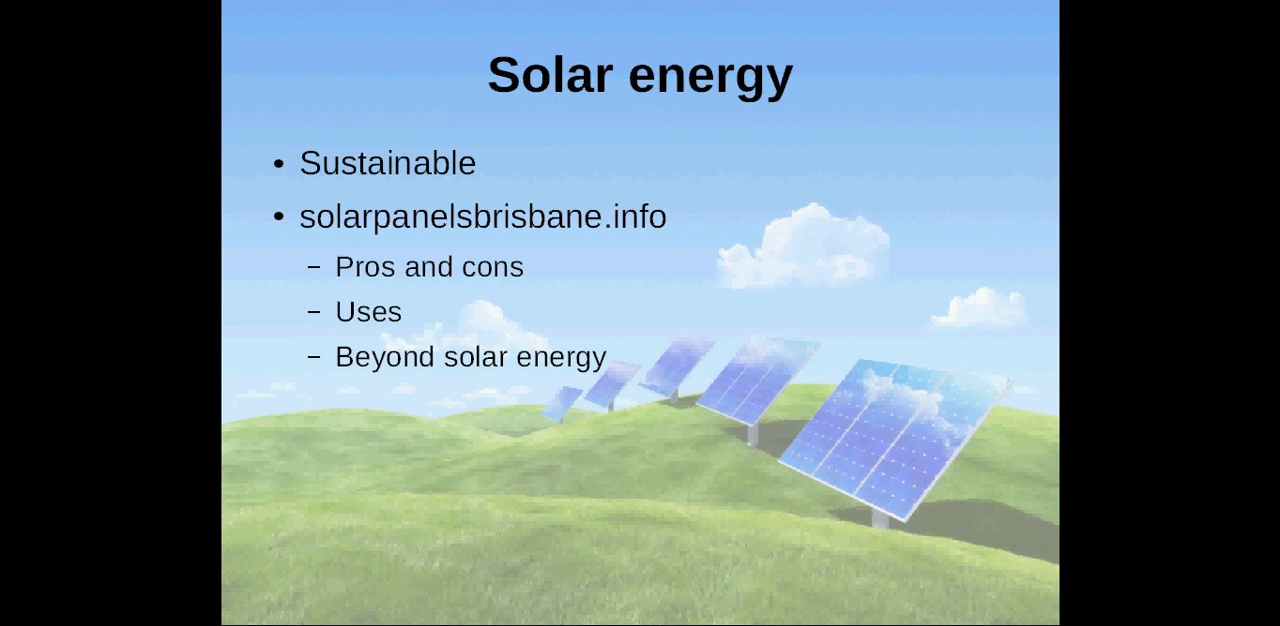 Solar energy
• Sustainable
• solarpanelsbrisbane.info
– Pros and cons
– Uses
– Beyond solar energy